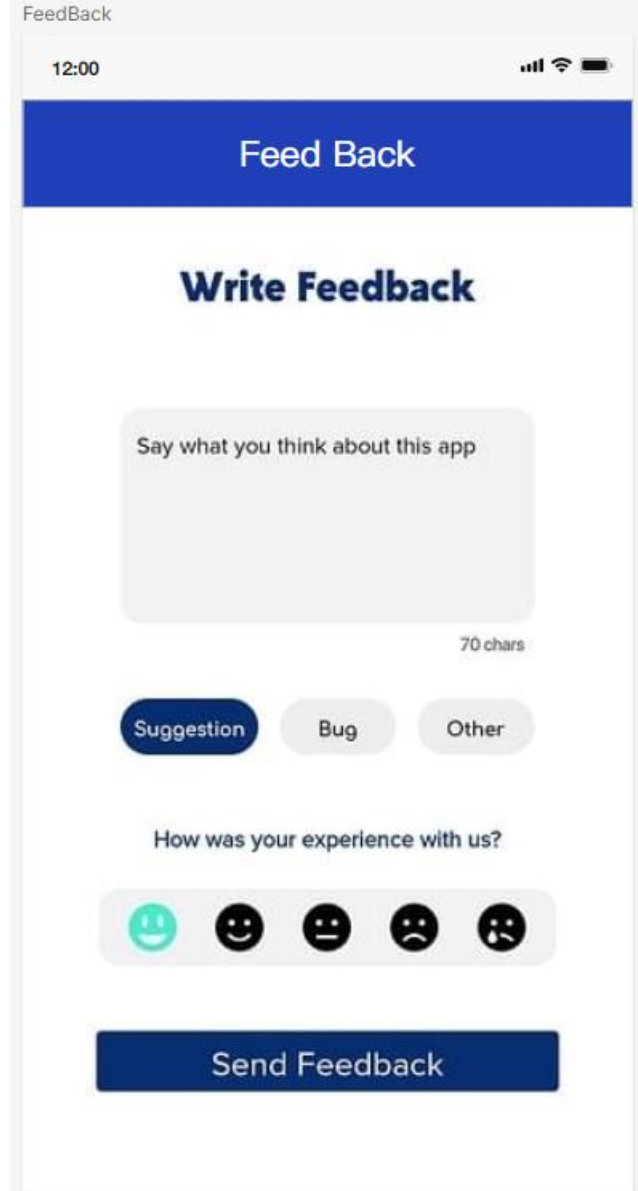 FeedBack
12:00
Feed Back
Write Feedback
Say what you think about this app
70 chars
Suggestion Bug Other
How was your experience with us?
Send Feedback